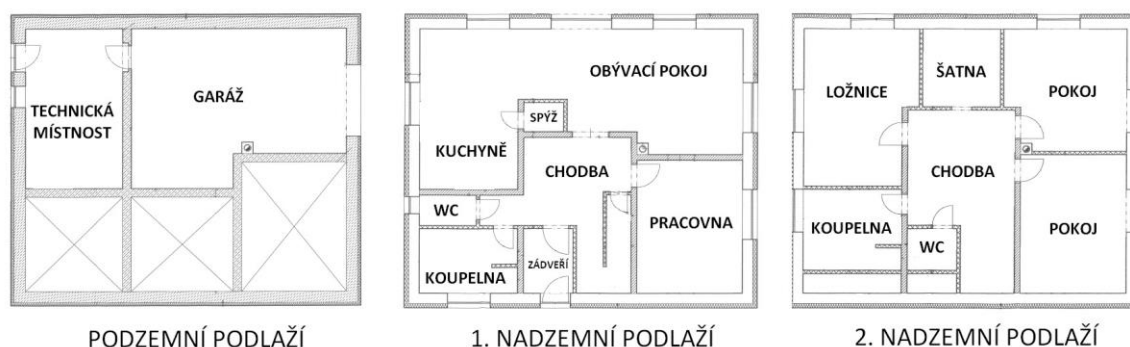 TECHNICKÁ
MÍSTNOST
GARÁŽ
PODZEMNÍ PODLAŽÍ
OBÝVACÍ POKOJ
SPÝŽ
KUCHYNĚ
CHODBA
WC
PRACOVNA
KOUPELNA
ZÁDVEŘÍ
1. NADZEMNÍ PODLAŽÍ
ŠATNA
LOŽNICE
POKOJ
CHODBA
KOUPELNA
WC
POKOJ
2. NADZEMNÍ PODLAŽÍ